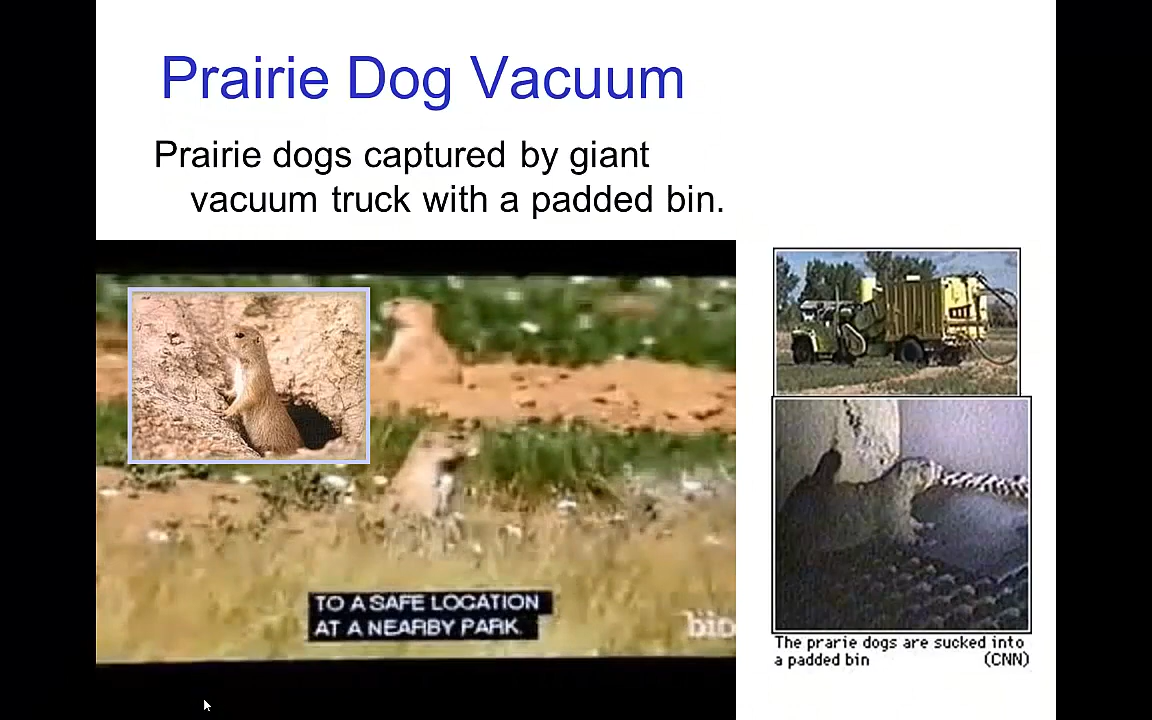 Prairie Dog Vacuum
Prairie dogs captured by giant
vacuum truck with a padded bin.
TO A SAFE LOCATION
AT A NEARBY PARK.
bio
The prarie dogs are sucked into
a padded bin (CNN)